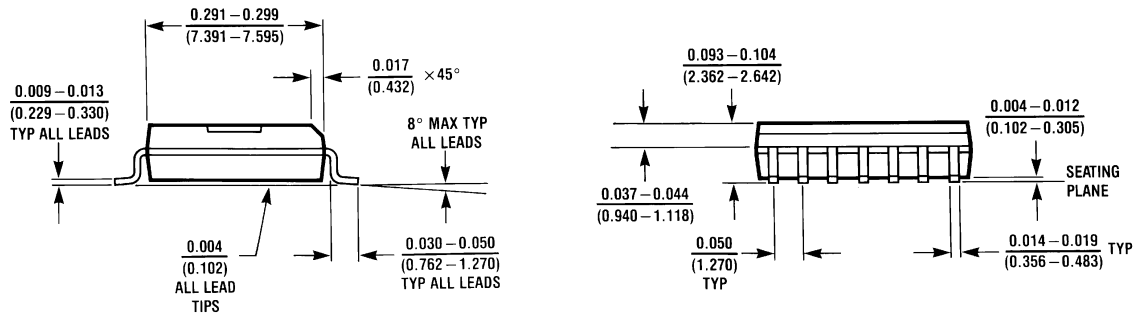 0.291 – 0.299
(7.391 – 7.595)
0.017
(0.432)
×45°
0.009 – 0.013
(0.229 – 0.330)
TYP ALL LEADS
8° MAX TYP
ALL LEADS
0.004
(0.102)
ALL LEAD
TIPS
0.030 – 0.050
(0.762 – 1.270)
TYP ALL LEADS
0.093 – 0.104
(2.362 – 2.642)
0.004 – 0.012
(0.102 – 0.305)
SEATING
PLANE
0.037 – 0.044
(0.940 – 1.118)
0.050
(1.270)
TYP
0.014 – 0.019
(0.356 – 0.483)
TYP